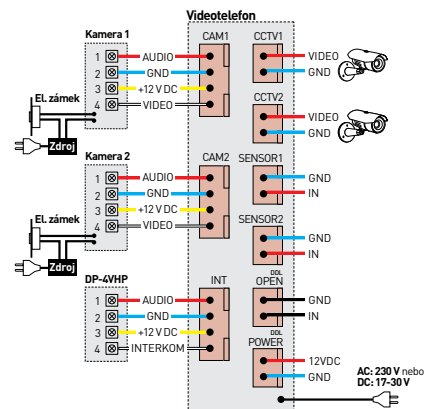 Videotelefon
Kamera 1
CAM1
CCTV1
1 AUDIO
2 GND
3 +12 V DC
4 VIDEO
VIDEO
GND
El. zámek
Zdroj
CCTV2
VIDEO
GND
Kamera 2
CAM2
SENSOR1
1 AUDIO
2 GND
3 +12 V DC
4 VIDEO
GND
IN
El. zámek
Zdroj
SENSOR2
GND
IN
DP-4VHP
INT
DDL
OPEN
1 AUDIO
2 GND
3 +12 V DC
4 INTERKOM
GND
IN
DDL
POWER
12VDC
GND
AC: 230 V nebo
DC: 17-30 V